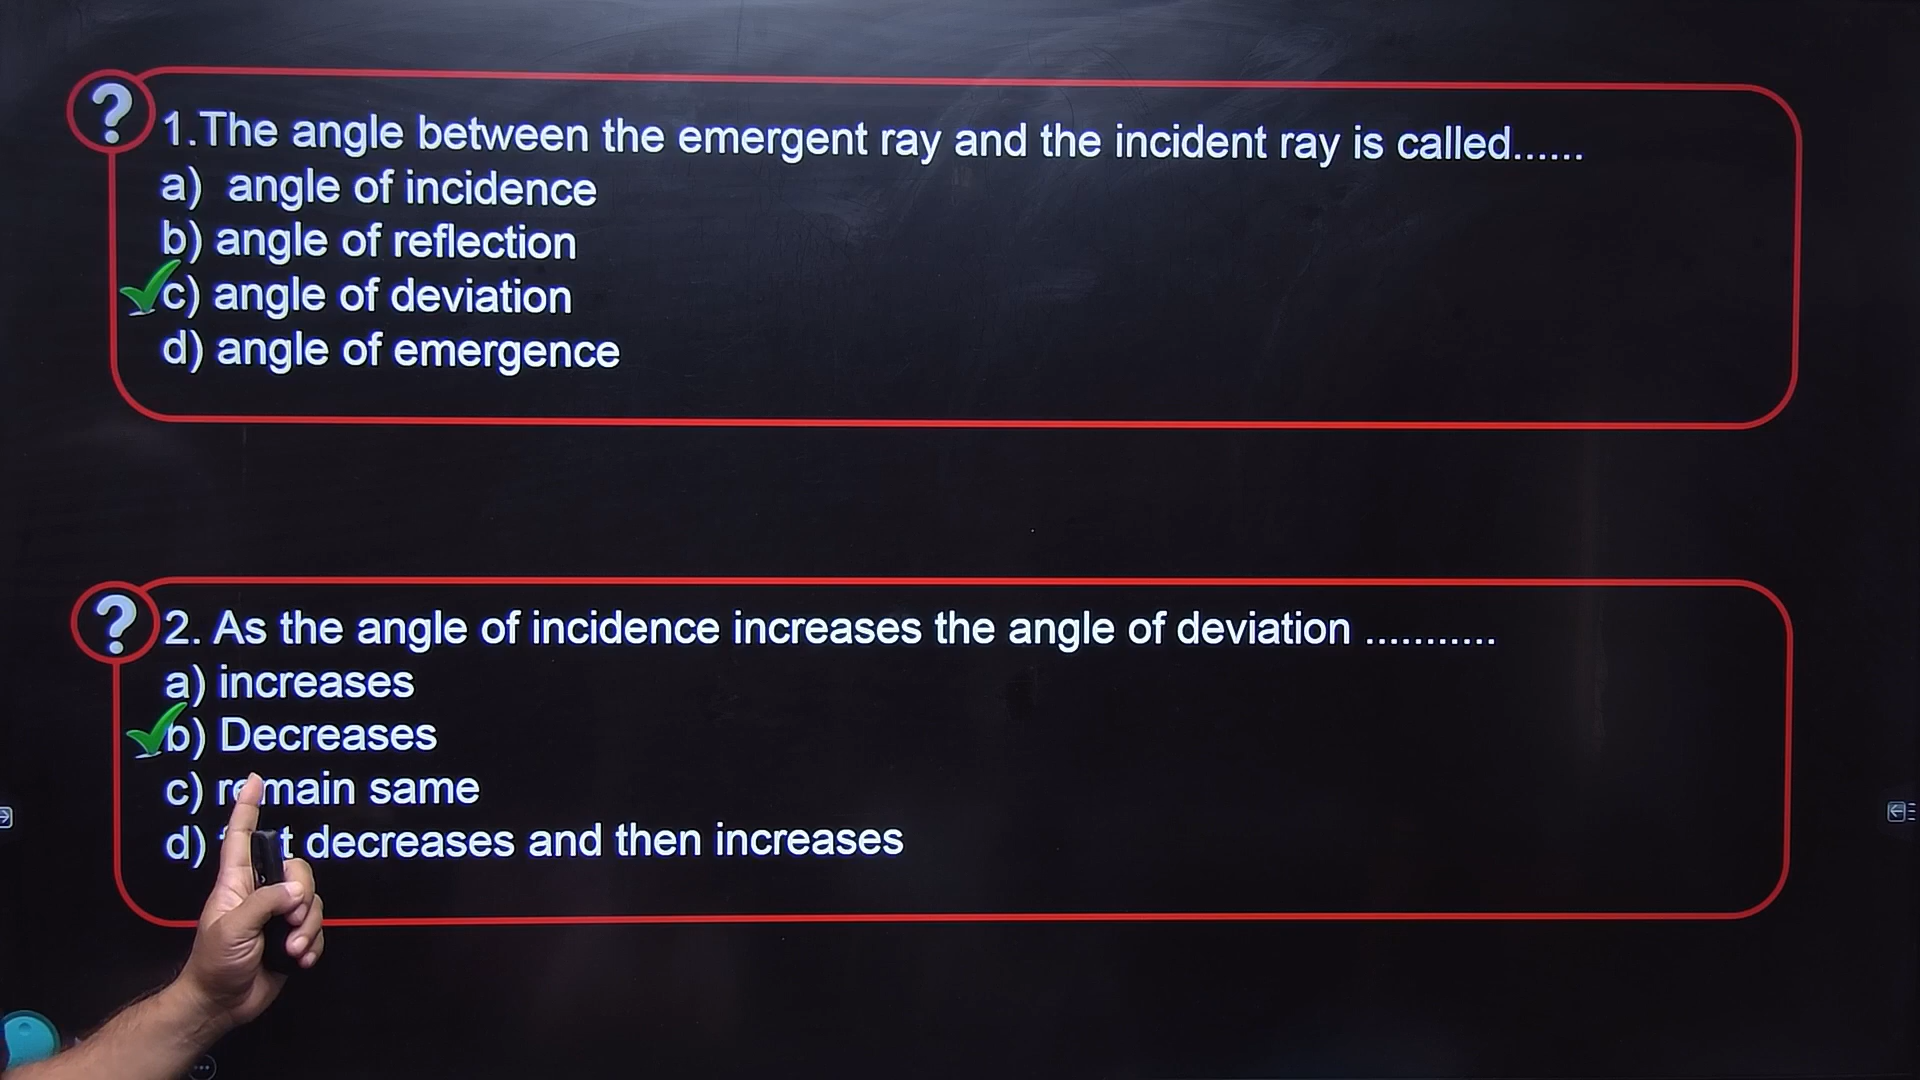 ?
1.The angle between the emergent ray and the incident ray is called......
a) angle of incidence
b) angle of reflection
c) angle of deviation
d) angle of emergence
?
2. As the angle of incidence increases the angle of deviation ...........
a) increases
b) Decreases
c) remain same
d) decreases and then increases